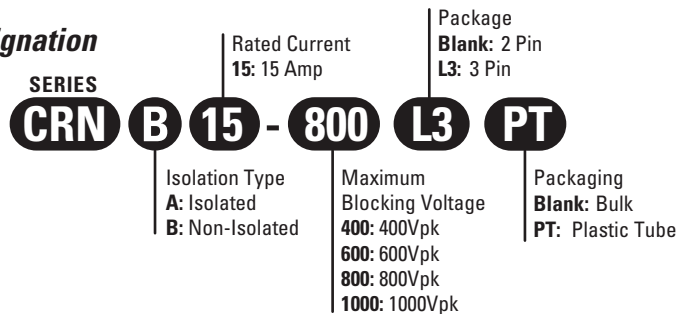 Package
Blank: 2 Pin
L3: 3 Pin
Rated Current
15: 15 Amp
SERIES
CRN B 15 - 800 L3 PT
Isolation Type
A: Isolated
B: Non-Isolated
Maximum
Blocking Voltage
400: 400Vpk
600: 600Vpk
800: 800Vpk
1000: 1000Vpk
Packaging
Blank: Bulk
PT: Plastic Tube